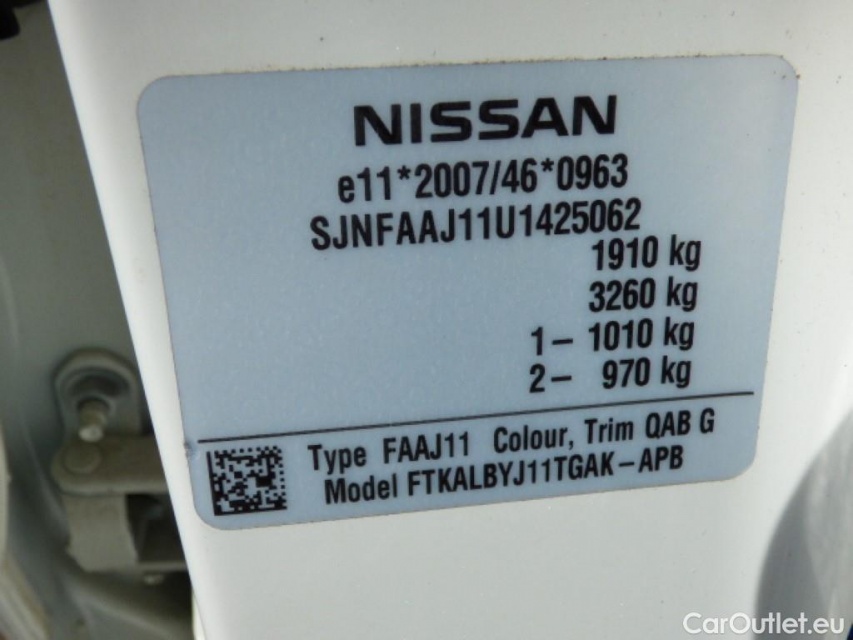 NISSAN
e11*2007/46*0963
SJNFAAJ11U1425062
1910 kg
3260 kg
1– 1010 kg
2– 970 kg
Type FAAJ11 Colour, Trim QAB G
Model FTKALBYJ11TGAK–APB
CarOutlet.eu